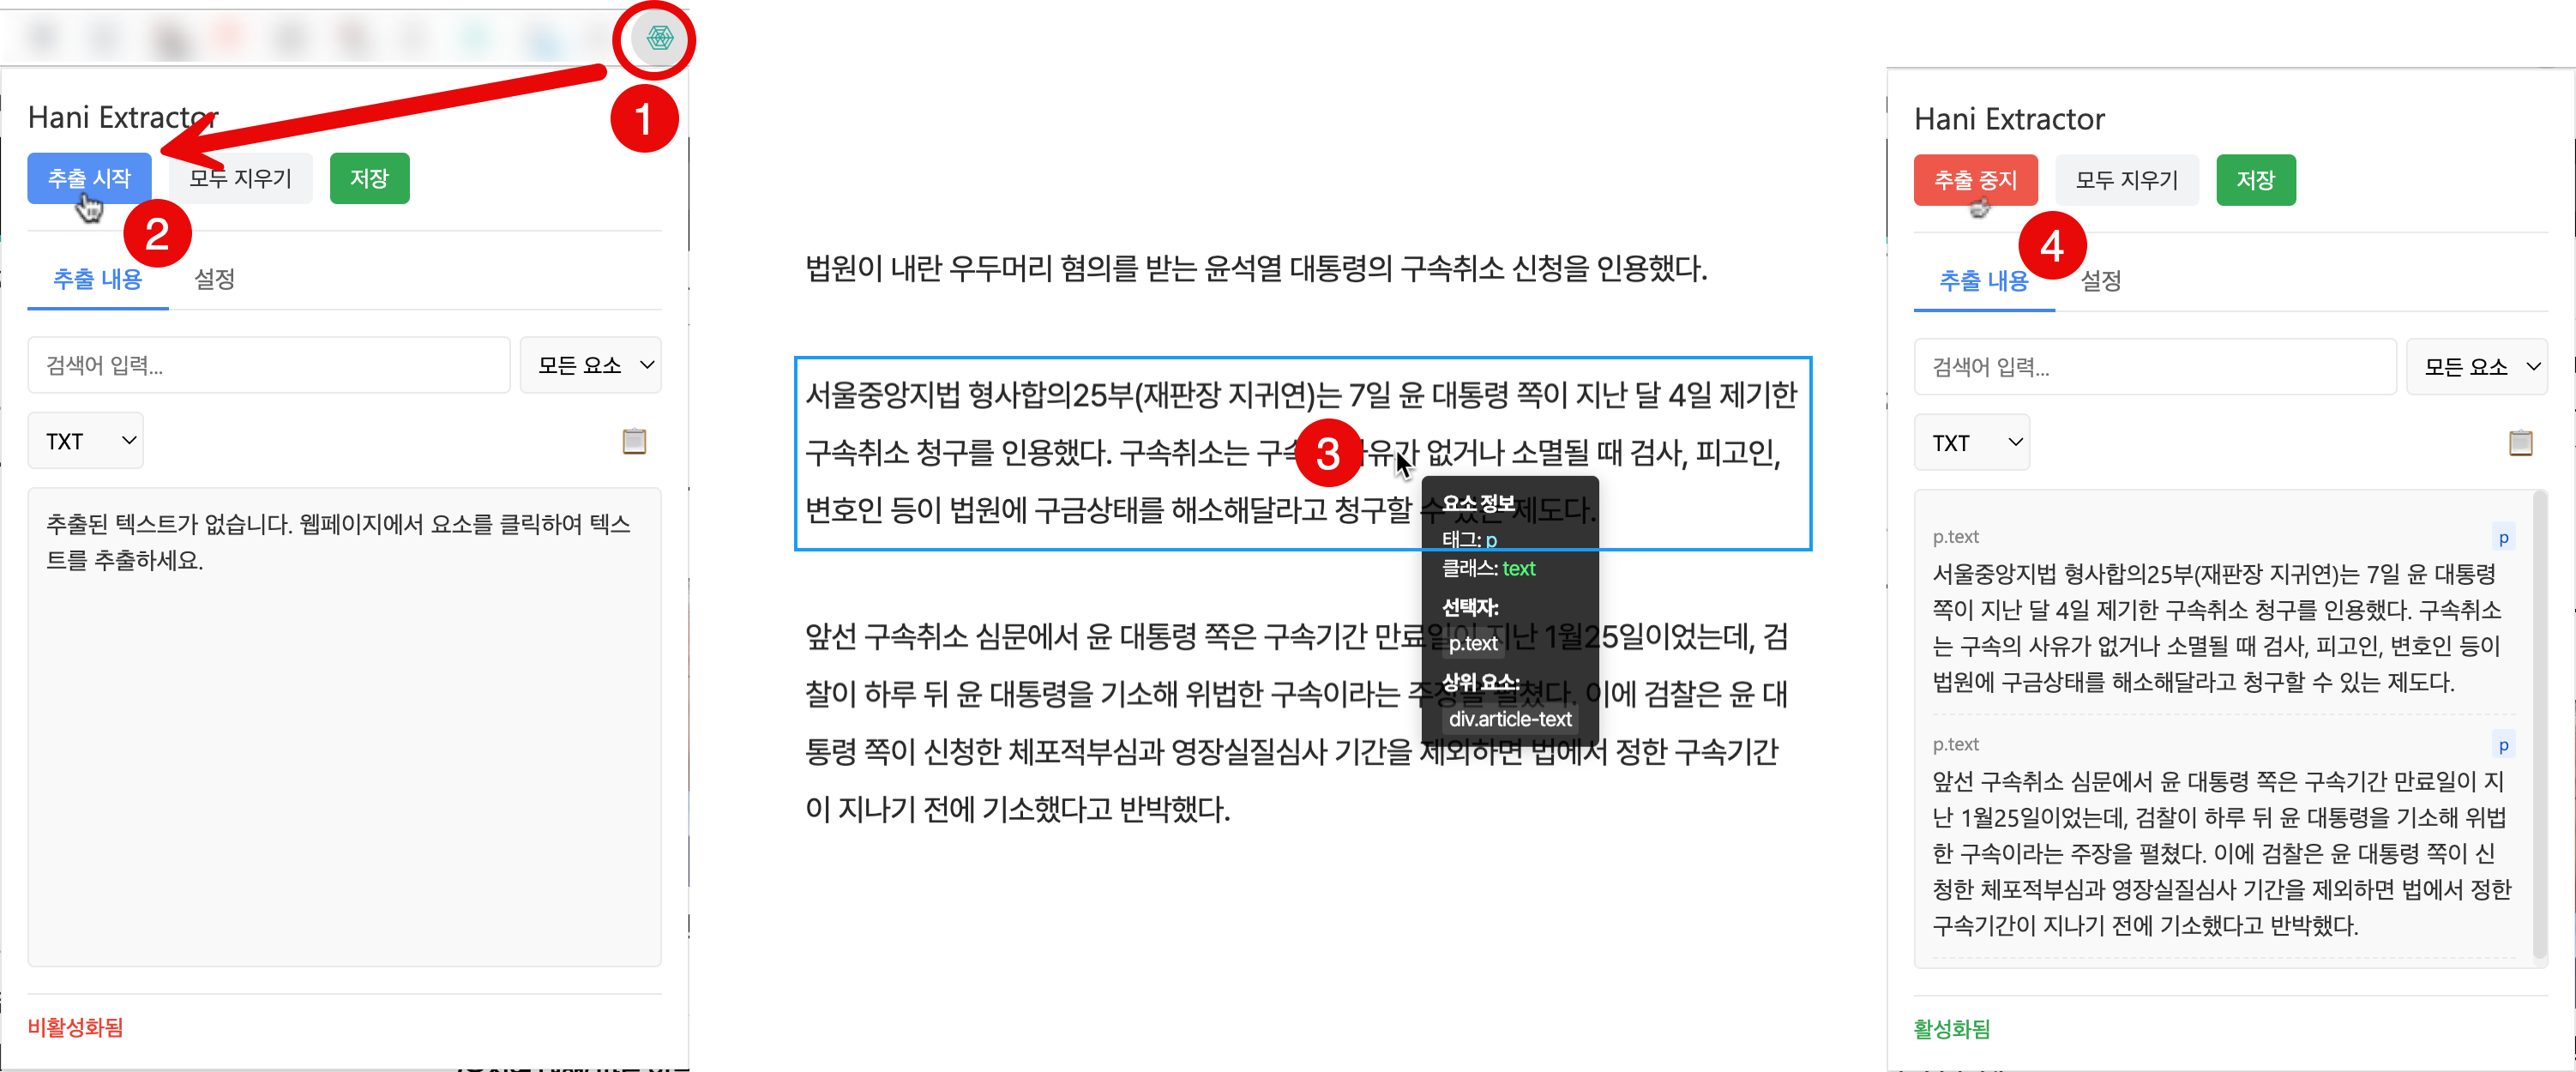 1
Hani Extractor
추출 시작
모두 지우기
저장
2
추출 내용
설정
검색어 입력...
모든 요소
TXT
추출된 텍스트가 없습니다. 웹페이지에서 요소를 클릭하여 텍스
트를 추출하세요.
비활성화됨
법원이 내란 우두머리 혐의를 받는 윤석열 대통령의 구속취소 신청을 인용했다.
서울중앙지법 형사합의25부(재판장 지귀연)는 7일 윤 대통령 쪽이 지난 달 4일 제기한
구속취소 청구를 인용했다. 구속취소는 구속 사유가 없거나 소멸될 때 검사, 피고인,
변호인 등이 법원에 구금상태를 해소해달라고 청구할 수 있는 제도다.
3
요소 정보
태그: p
클래스: text
선택자:
p.text
상위 요소:
div.article-text
앞선 구속취소 심문에서 윤 대통령 쪽은 구속기간 만료일이 지난 1월25일이었는데, 검
찰이 하루 뒤 윤 대통령을 기소해 위법한 구속이라는 주장을 펼쳤다. 이에 검찰은 윤 대
통령 쪽이 신청한 체포적부심과 영장실질심사 기간을 제외하면 법에서 정한 구속기간
이 지나기 전에 기소했다고 반박했다.
Hani Extractor
추출 중지
모두 지우기
저장
4
추출 내용
설정
검색어 입력...
모든 요소
TXT
p.text
p
서울중앙지법 형사합의25부(재판장 지귀연)는 7일 윤 대통령
쪽이 지난 달 4일 제기한 구속취소 청구를 인용했다. 구속취소
는 구속의 사유가 없거나 소멸될 때 검사, 피고인, 변호인 등이
법원에 구금상태를 해소해달라고 청구할 수 있는 제도다.
p.text
p
앞선 구속취소 심문에서 윤 대통령 쪽은 구속기간 만료일이 지
난 1월25일이었는데, 검찰이 하루 뒤 윤 대통령을 기소해 위법
한 구속이라는 주장을 펼쳤다. 이에 검찰은 윤 대통령 쪽이 신
청한 체포적부심과 영장실질심사 기간을 제외하면 법에서 정한
구속기간이 지나기 전에 기소했다고 반박했다.
활성화됨